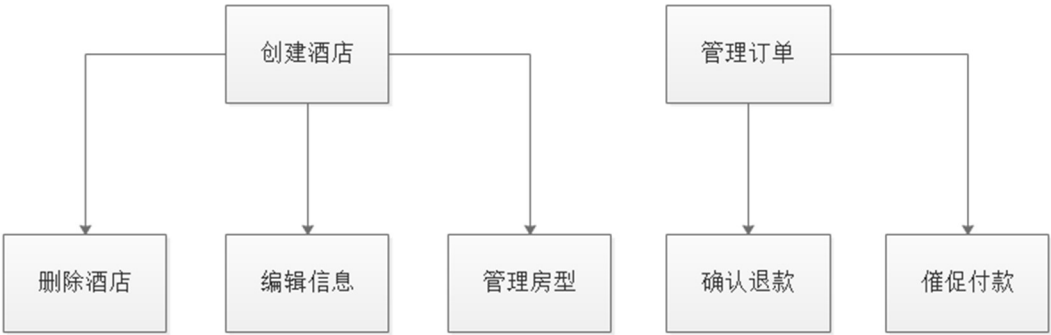 创建酒店
管理订单
删除酒店
编辑信息
管理房型
确认退款
催促付款